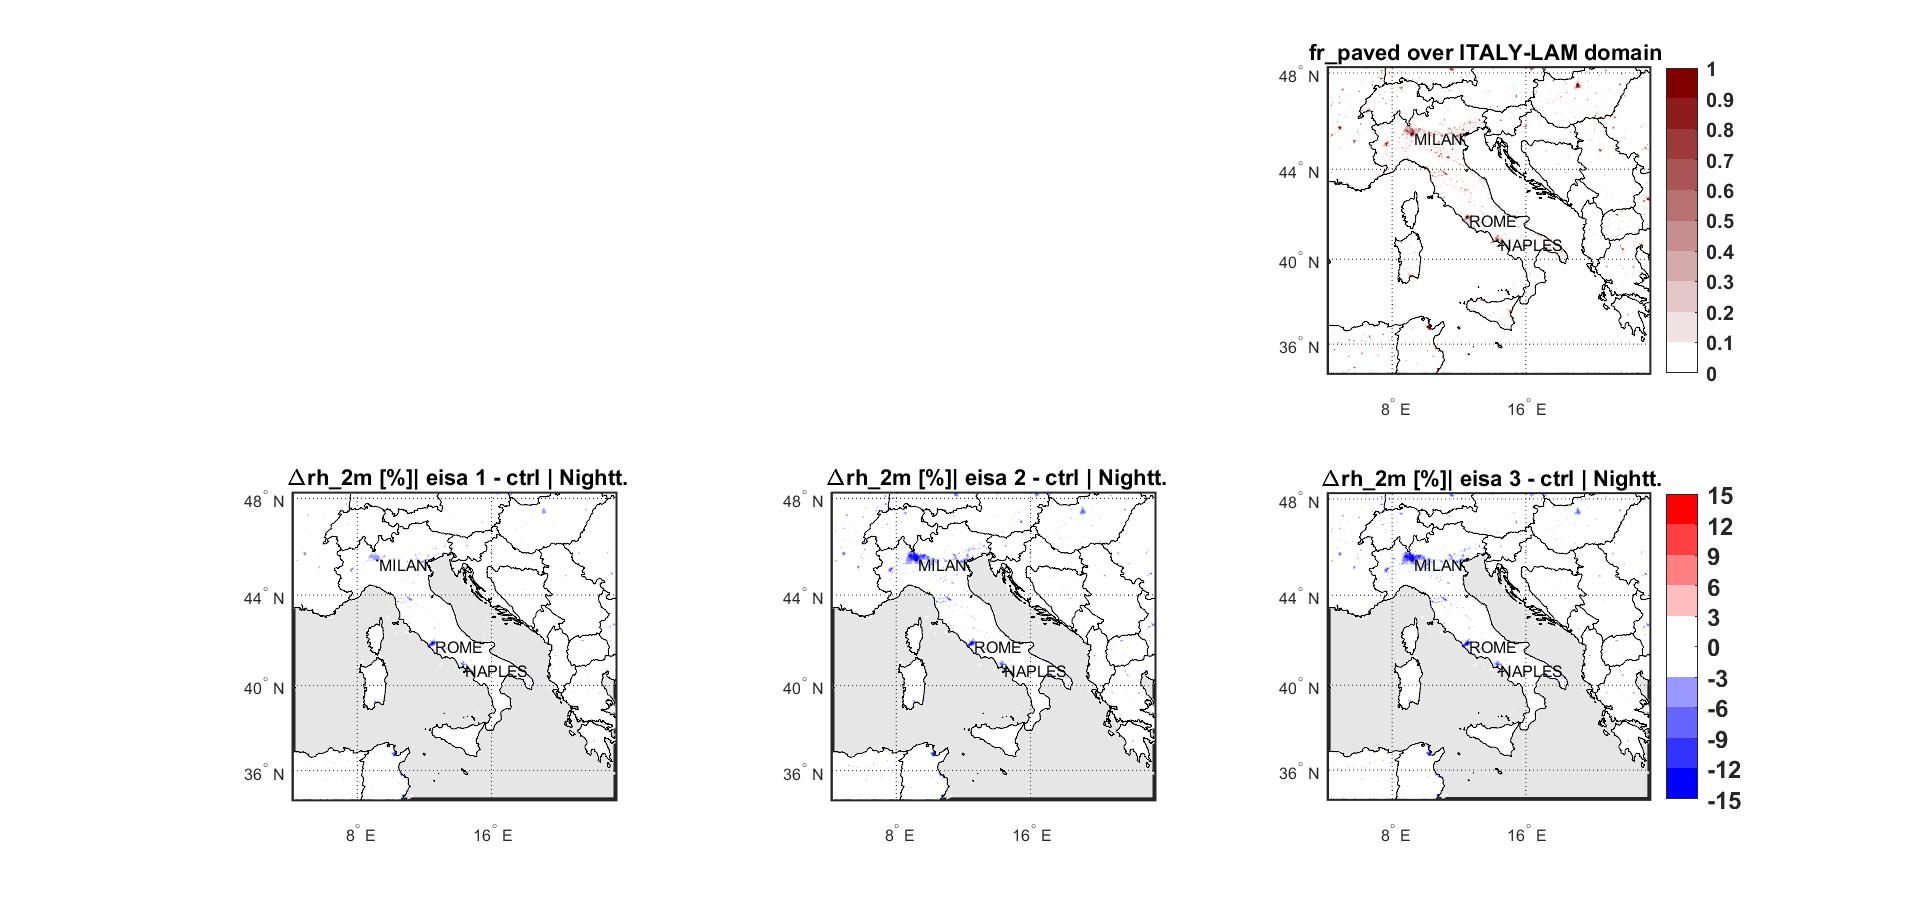 fr_paved over ITALY-LAM domain
48° N
44° N
40° N
36° N
8° E
16° E
MILAN
ROME
NAPLES
1
0.9
0.8
0.7
0.6
0.5
0.4
0.3
0.2
0.1
0
Δrh_2m [%]| eisa 1 - ctrl | Nightt.
48° N
44° N
40° N
36° N
8° E
16° E
MILAN
ROME
NAPLES
Δrh_2m [%]| eisa 2 - ctrl | Nightt.
48° N
44° N
40° N
36° N
8° E
16° E
MILAN
ROME
NAPLES
Δrh_2m [%]| eisa 3 - ctrl | Nightt.
48° N
44° N
40° N
36° N
8° E
16° E
MILAN
ROME
NAPLES
15
12
9
6
3
0
-3
-6
-9
-12
-15